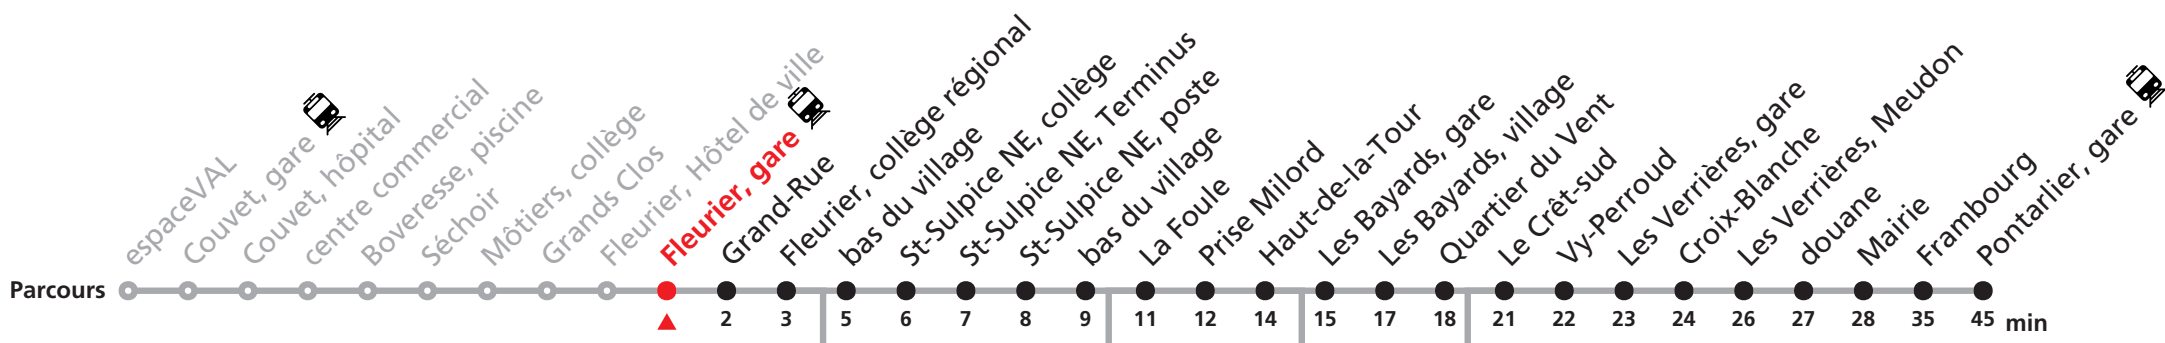 espaceVAL
Couvet, gare
Couvet, hôpital
centre commercial
Boveresse, piscine
Séchoir
Môtiers, collège
Grands Clos
Fleurier, Hôtel de ville
Fleurier, gare
Grand-Rue
Fleurier, collège régional
bas du village
St-Sulpice NE, collège
St-Sulpice NE, Terminus
St-Sulpice NE, poste
bas du village
La Foule
Prise Milord
Haut-de-la-Tour
Les Bayards, gare
Les Bayards, village
Quartier du Vent
Le Crêt-sud
Vy-Perroud
Les Verrières, gare
Croix-Blanche
Les Verrières, Meudon
douane
Mairie
Frambourg
Pontarlier, gare
Parcours
2 3 5 6 7 8 9 11 12 14 15 17 18 21 22 23 24 26 27 28 35 45 min